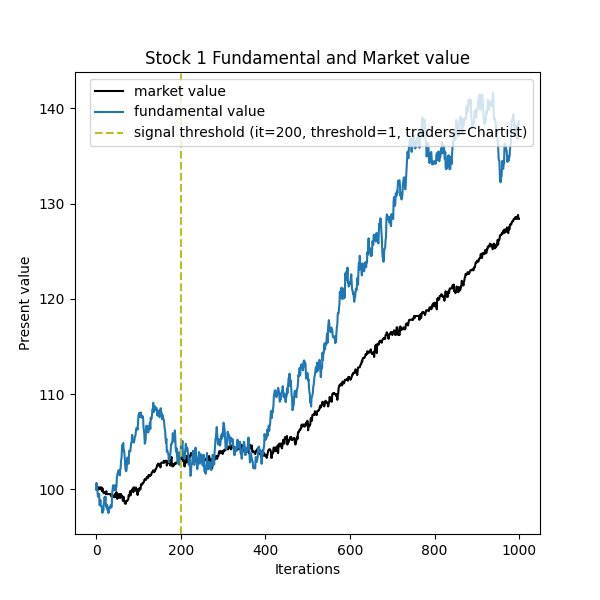 Stock 1 Fundamental and Market value
market value
fundamental value
signal threshold (it=200, threshold=1, traders=Chartist)
140
130
120
110
100
Present value
0 200 400 600 800 1000
Iterations